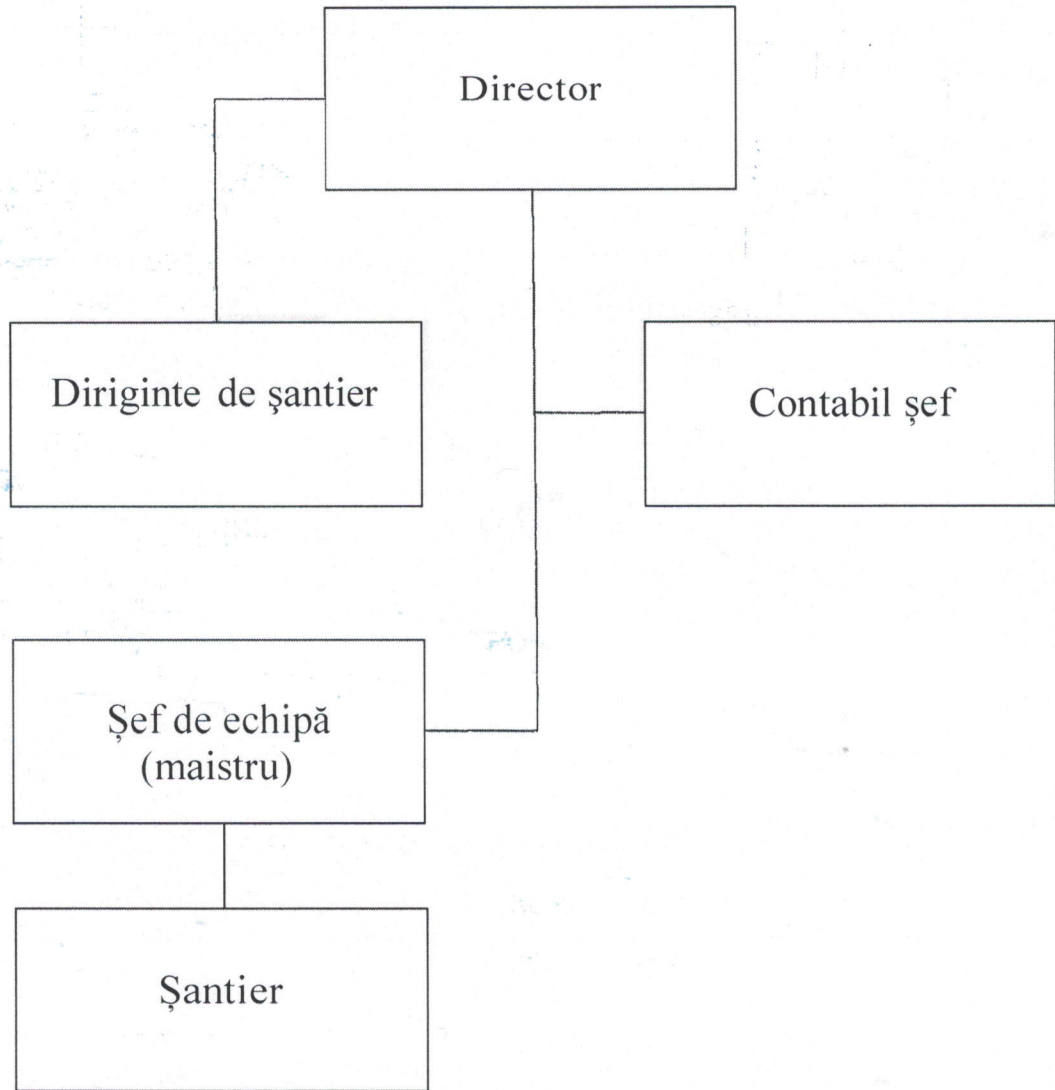 Director
Diriginte de şantier
Contabil șef
Șef de echipă
(maistru)
Șantier